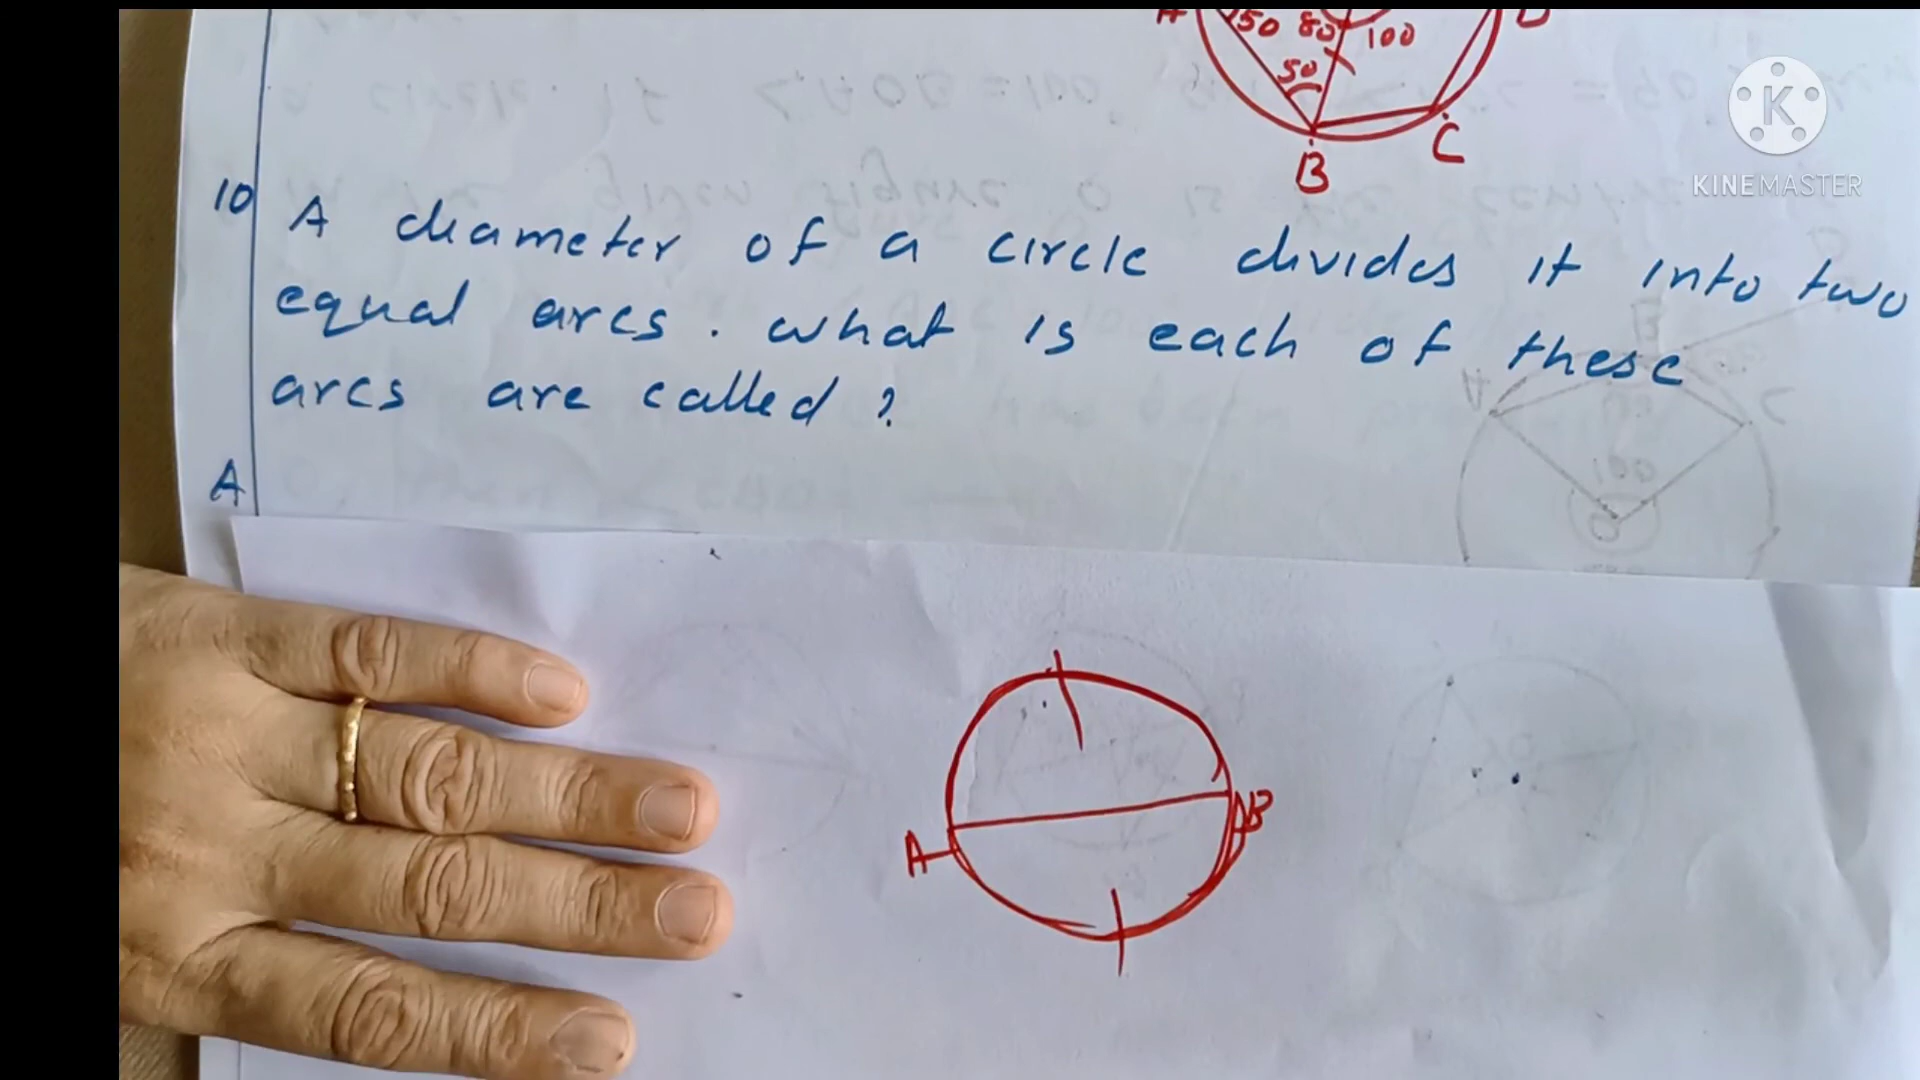 A 50 80 100 D
50
B C
K
KINEMASTER
10 A diameter of a circle divides it into two
equal arcs. what is each of these
arcs are called?
A
A B